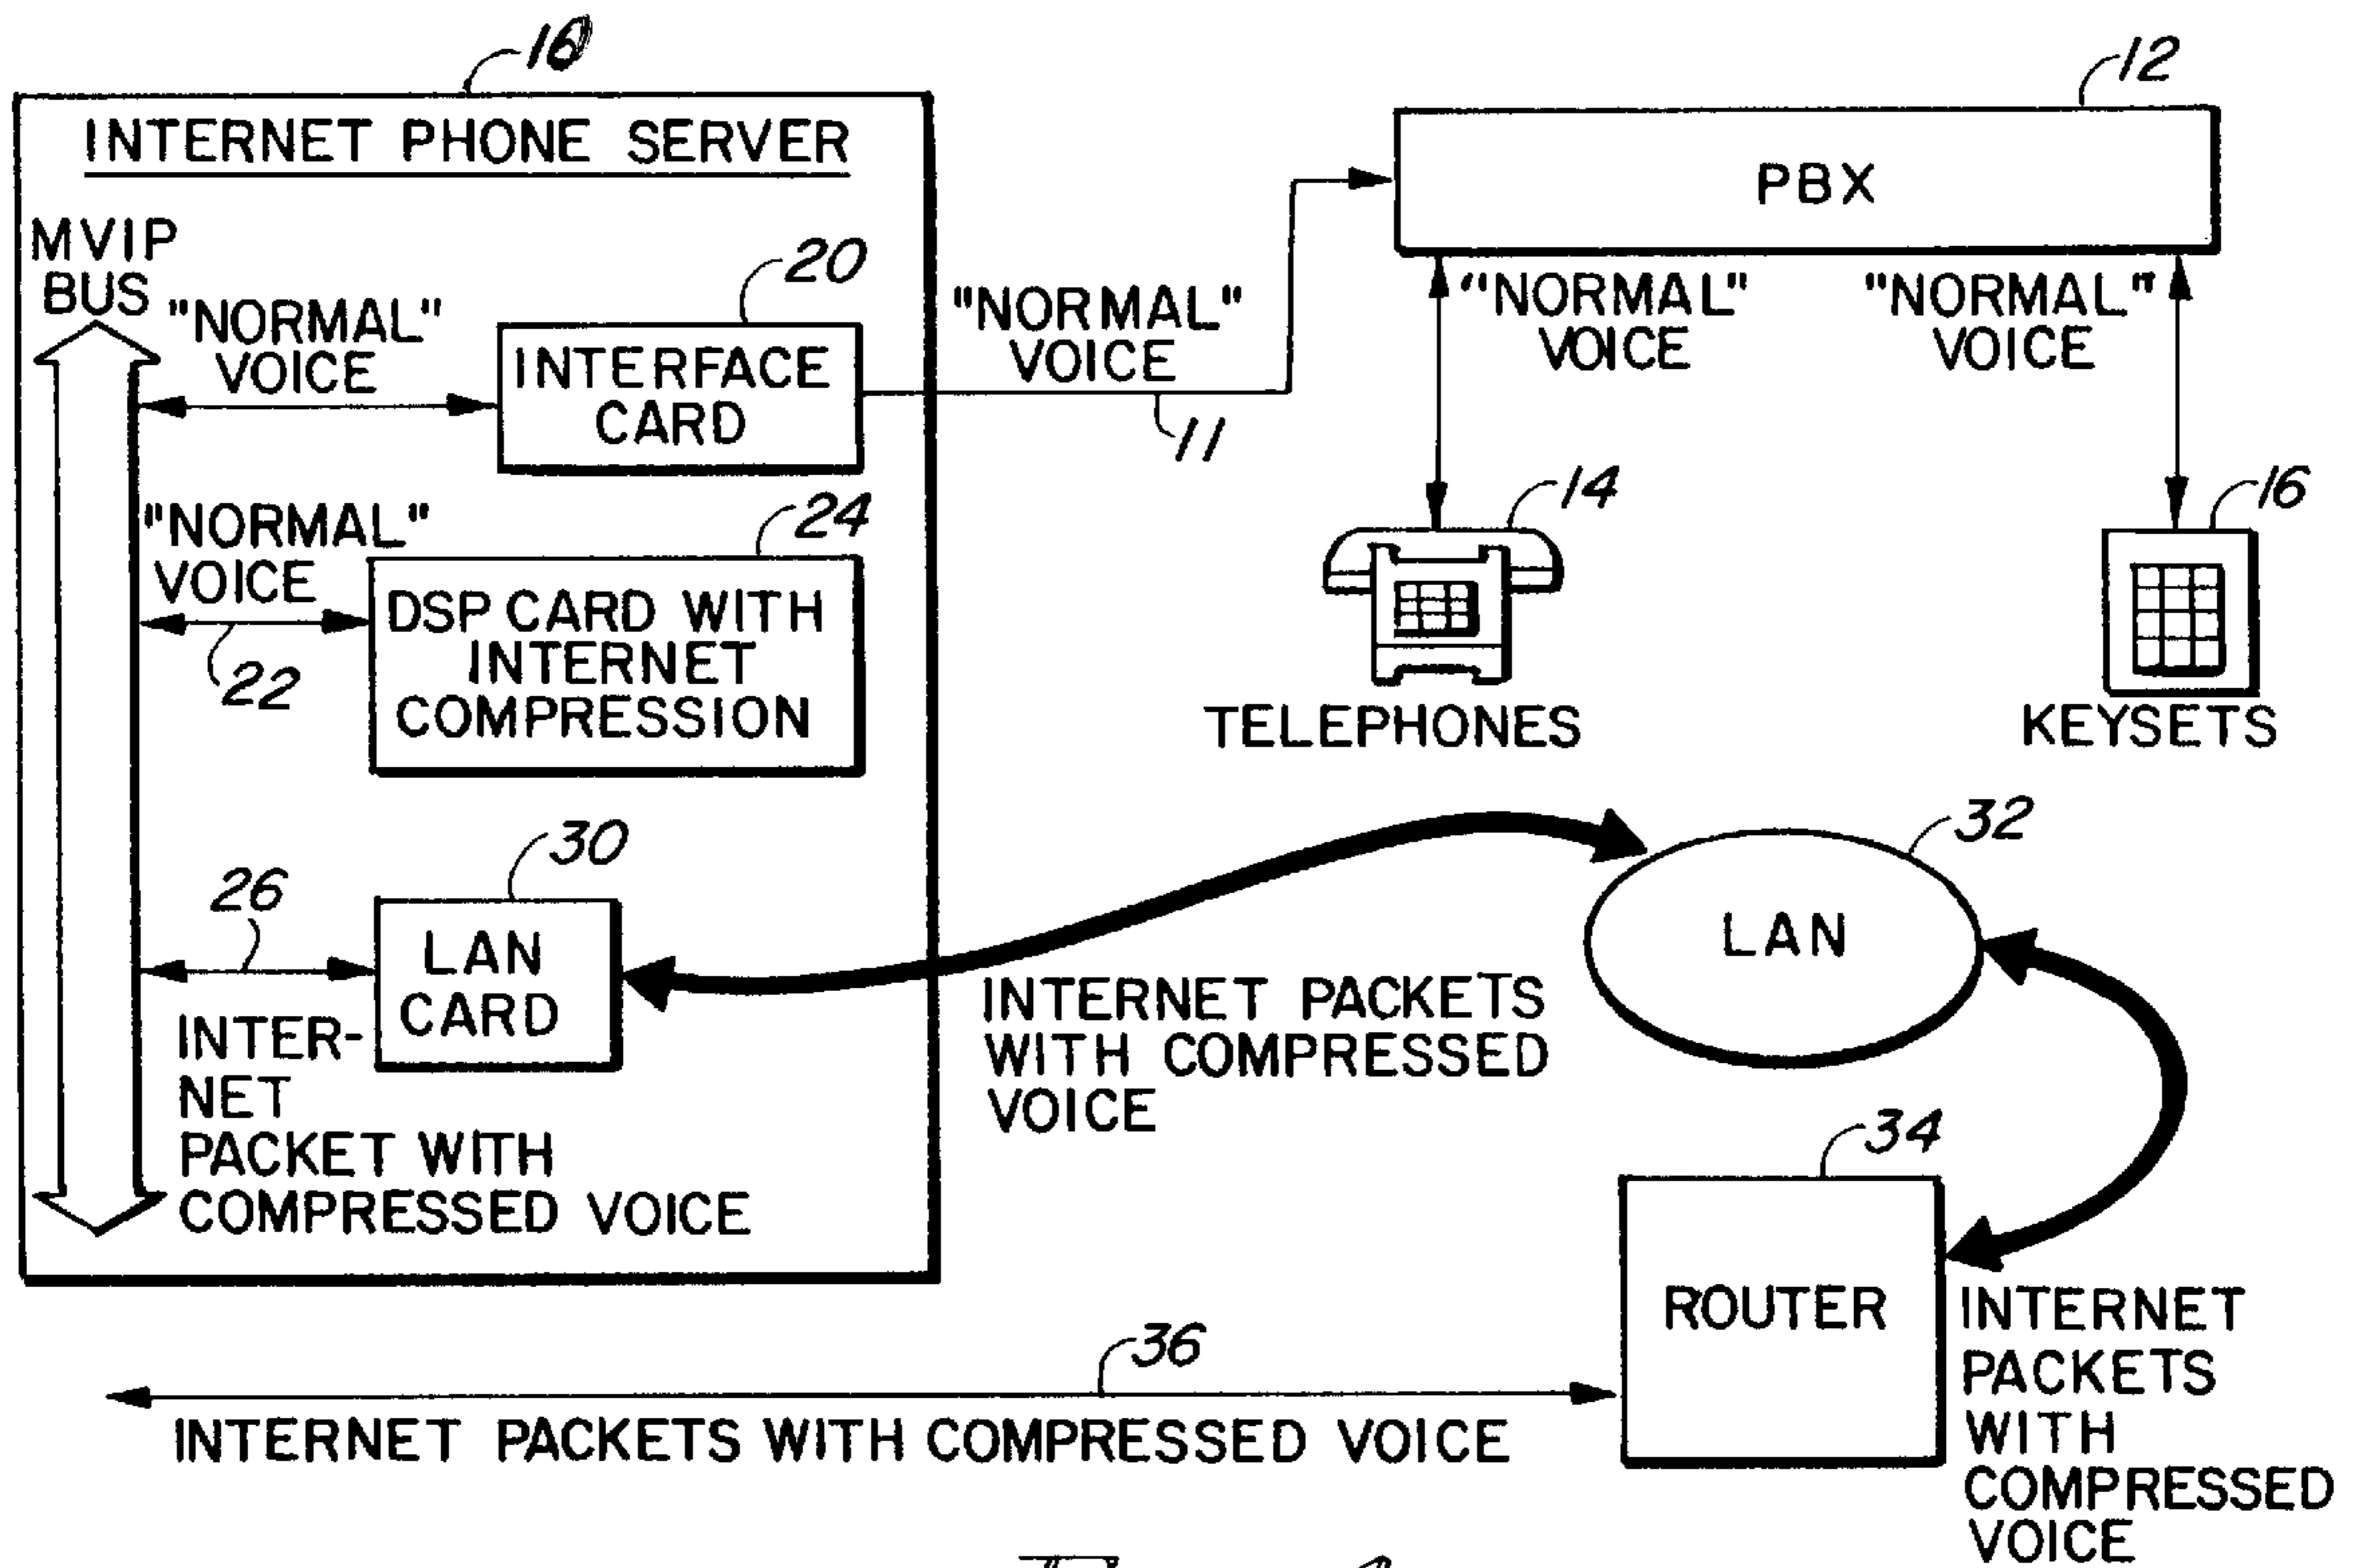 12
INTERNET PHONE SERVER
PBX
MVIP
BUS
20
"NORMAL"
VOICE
INTERFACE
CARD
"NORMAL"
VOICE
11
"NORMAL"
VOICE
"NORMAL"
VOICE
14
16
TELEPHONES
KEYSETS
"NORMAL"
VOICE
22
24
DSP CARD WITH
INTERNET
COMPRESSION
26
30
LAN
CARD
INTER-
NET
PACKET WITH
COMPRESSED VOICE
INTERNET PACKETS
WITH COMPRESSED
VOICE
32
LAN
34
ROUTER
INTERNET
PACKETS
WITH
COMPRESSED
VOICE
36
INTERNET PACKETS WITH COMPRESSED VOICE